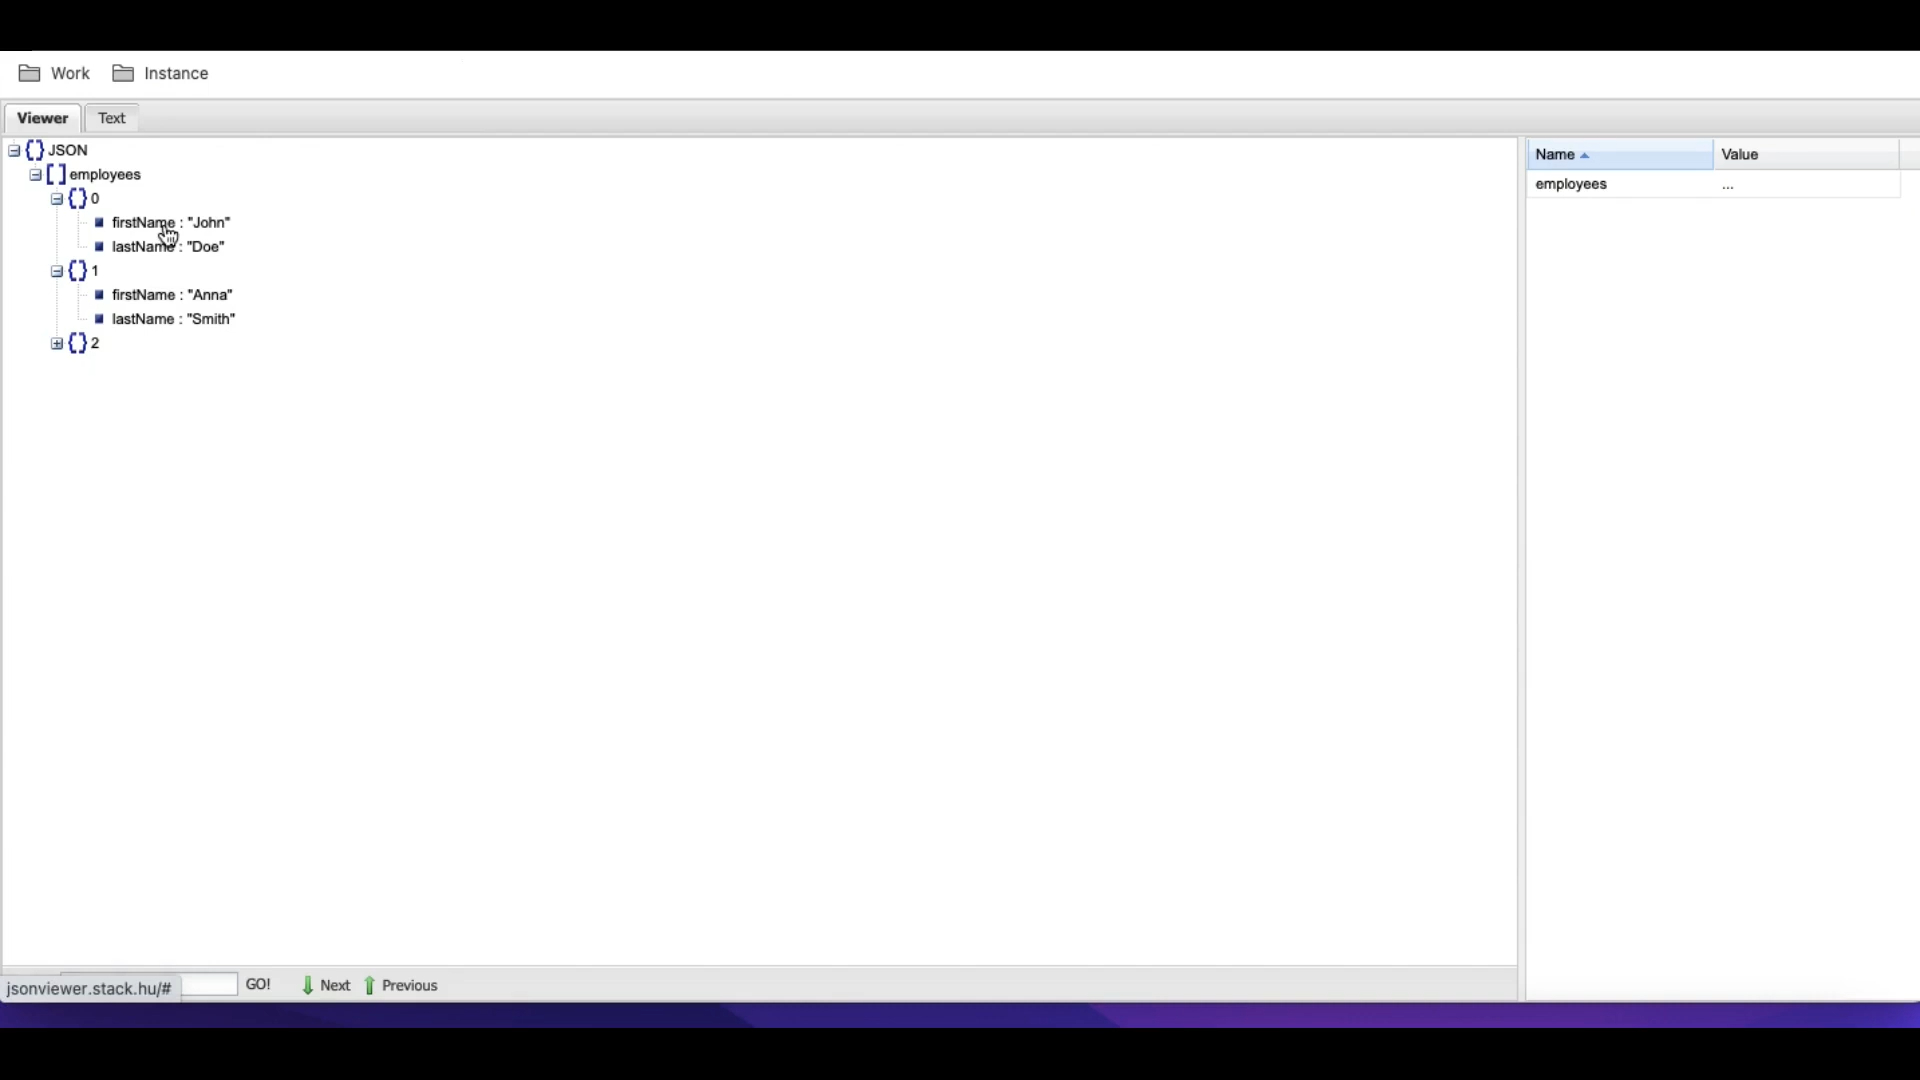 Work Instance
Viewer Text
{} JSON
[] employees
{} 0
firstName : "John"
lastName : "Doe"
{} 1
firstName : "Anna"
lastName : "Smith"
{} 2
Name Value
employees ...
jsonviewer.stack.hu/# GO! Next Previous